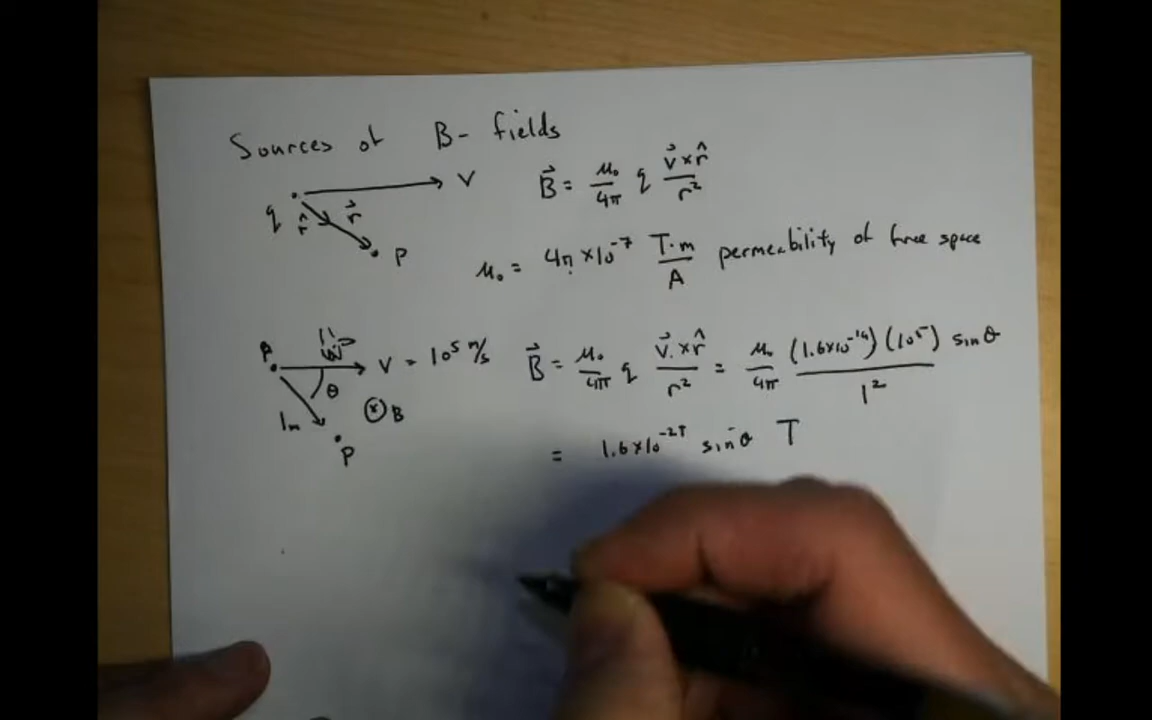 Sources of B- fields
q r̂ r⃗ V P
B⃗ = μ₀/4π q v⃗×r̂/r²
μ₀ = 4π ×10⁻⁷ T·m/A permeability of free space
V = 10⁵ m/s
θ
1m
⊗ B
P
B⃗ = μ₀/4π q v⃗×r̂/r² = μ₀/4π (1.6×10⁻¹⁹)(10⁵) sinθ/1²
= 1.6×10⁻²¹ sinθ T